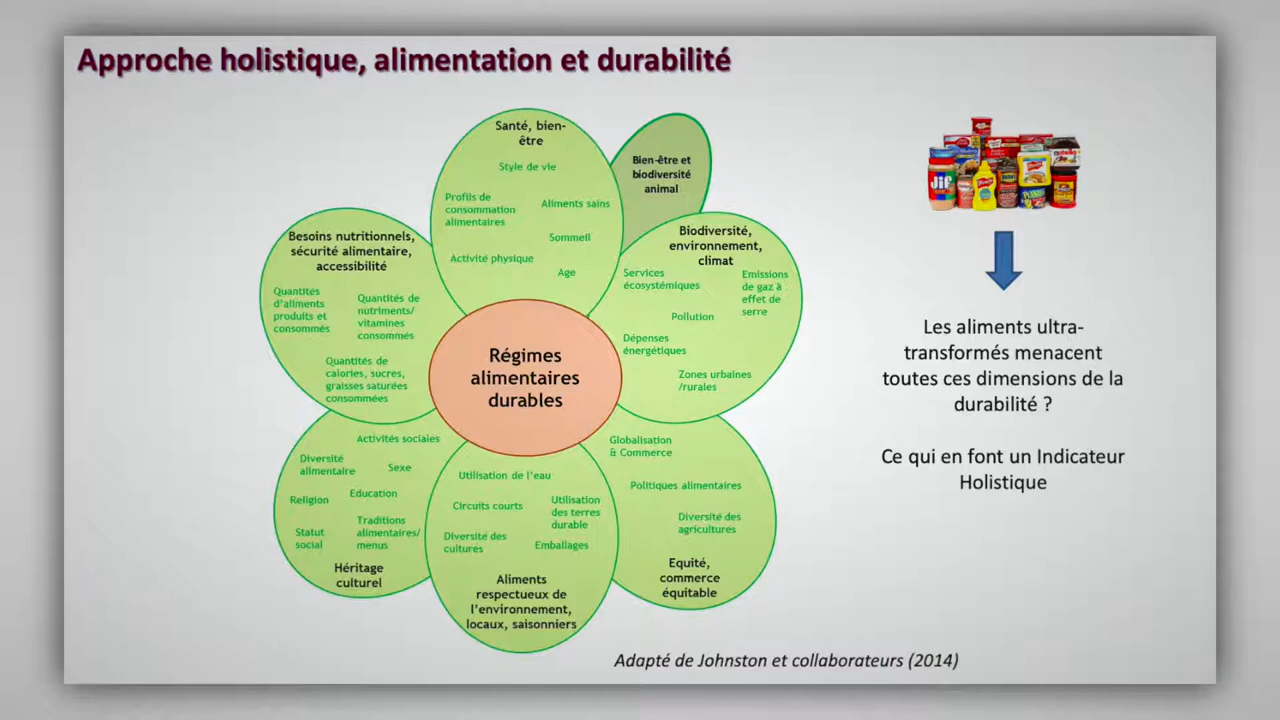 Approche holistique, alimentation et durabilité
Santé, bien-
être
Style de vie
Profils de
consommation
alimentaires
Aliments sains
Sommeil
Activité physique
Age
Bien-être et
biodiversité
animal
Biodiversité,
environnement,
climat
Services
écosystémiques
Emissions
de gaz à
effet de
serre
Pollution
Dépenses
énergétiques
Zones urbaines
/rurales
Besoins nutritionnels,
sécurité alimentaire,
accessibilité
Quantités
d'aliments
produits et
consommés
Quantités de
nutriments/
vitamines
consommés
Quantités de
calories, sucres,
graisses saturées
consommées
Régimes
alimentaires
durables
Activités sociales
Diversité
alimentaire
Sexe
Religion
Education
Statut
social
Traditions
alimentaires/
menus
Héritage
culturel
Utilisation de l'eau
Circuits courts
Utilisation
des terres
durable
Diversité des
cultures
Emballages
Aliments
respectueux de
l'environnement,
locaux, saisonniers
Globalisation
& Commerce
Politiques alimentaires
Diversité des
agricultures
Equité,
commerce
équitable
Jif
nutella
Les aliments ultra-
transformés menacent
toutes ces dimensions de la
durabilité ?
Ce qui en font un Indicateur
Holistique
Adapté de Johnston et collaborateurs (2014)